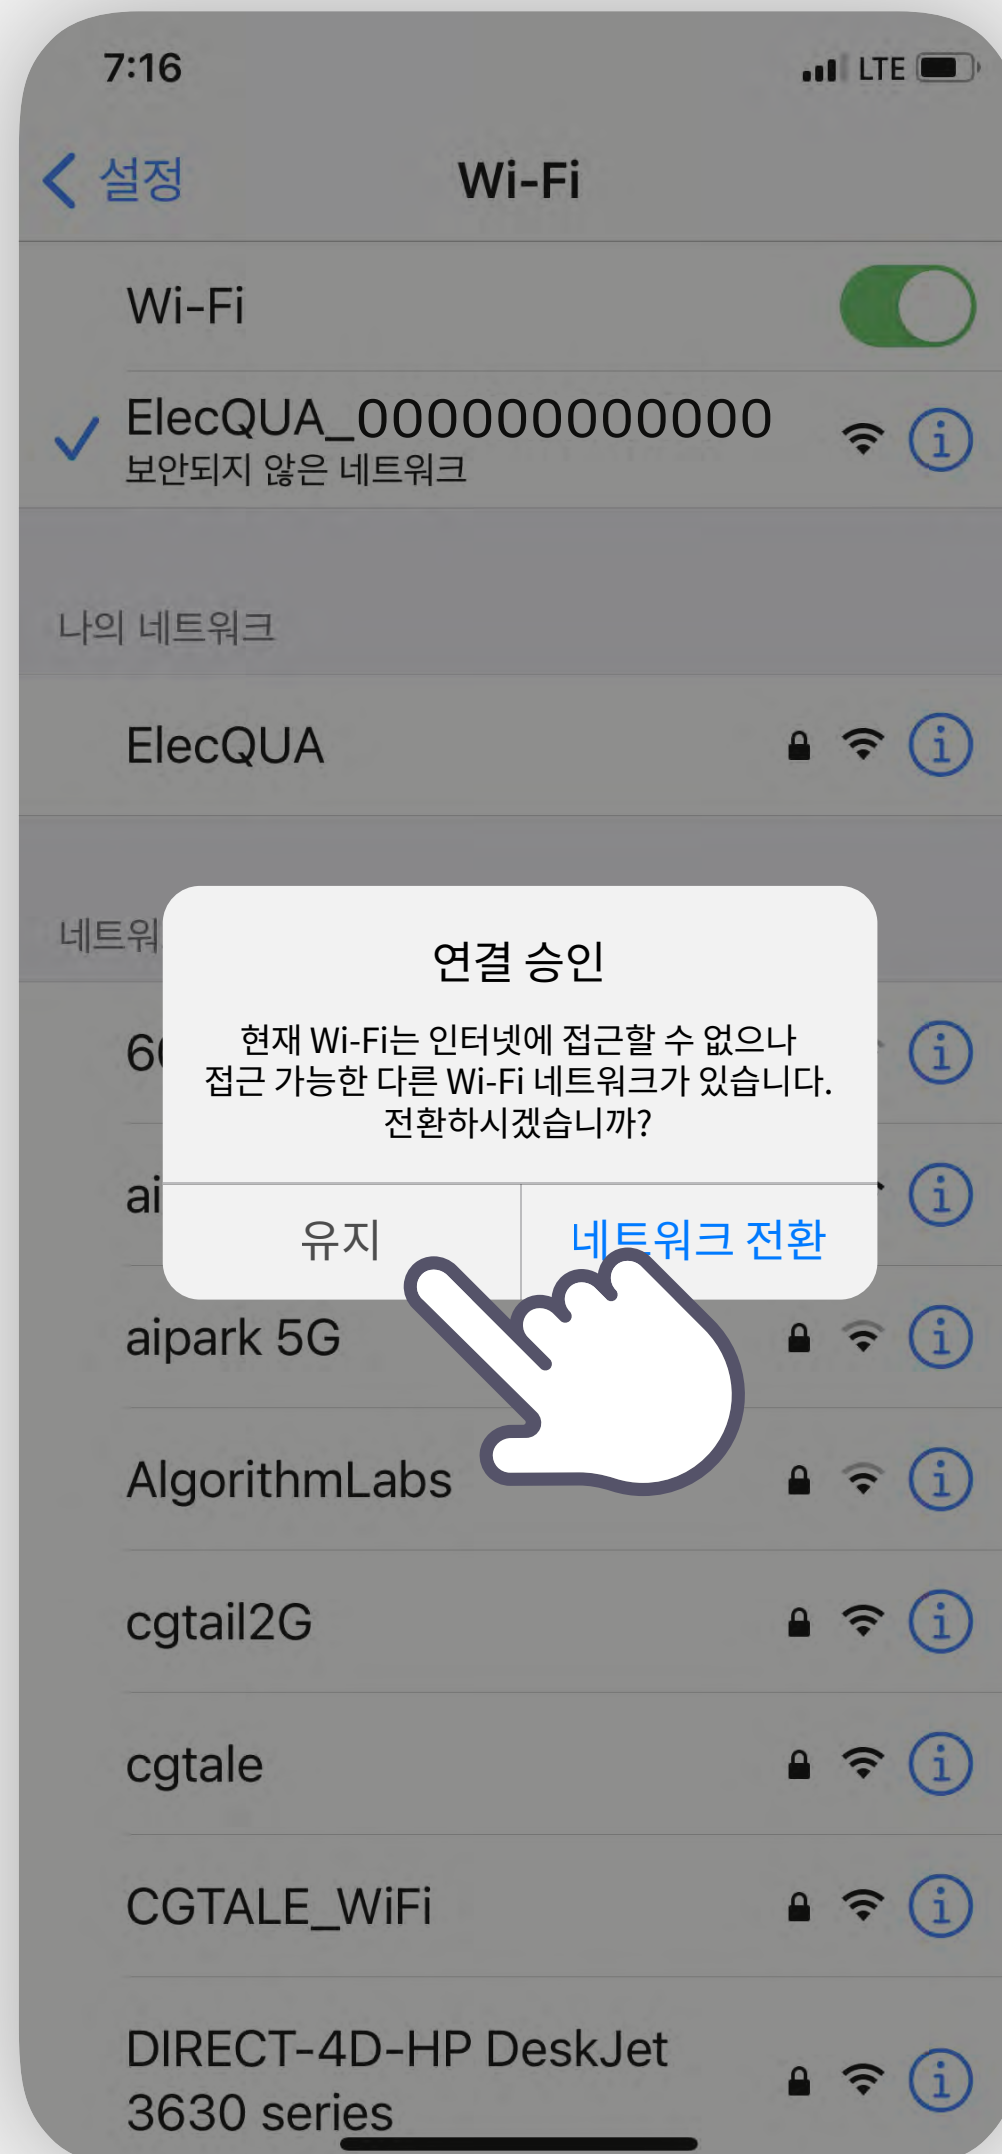 7:16
LTE
설정
Wi-Fi
Wi-Fi
ElecQUA_000000000000
보안되지 않은 네트워크
나의 네트워크
ElecQUA
연결 승인
현재 Wi-Fi는 인터넷에 접근할 수 없으나
접근 가능한 다른 Wi-Fi 네트워크가 있습니다.
전환하시겠습니까?
유지
네트워크 전환
aipark 5G
AlgorithmLabs
cgtail2G
cgtale
CGTALE_WiFi
DIRECT-4D-HP DeskJet
3630 series